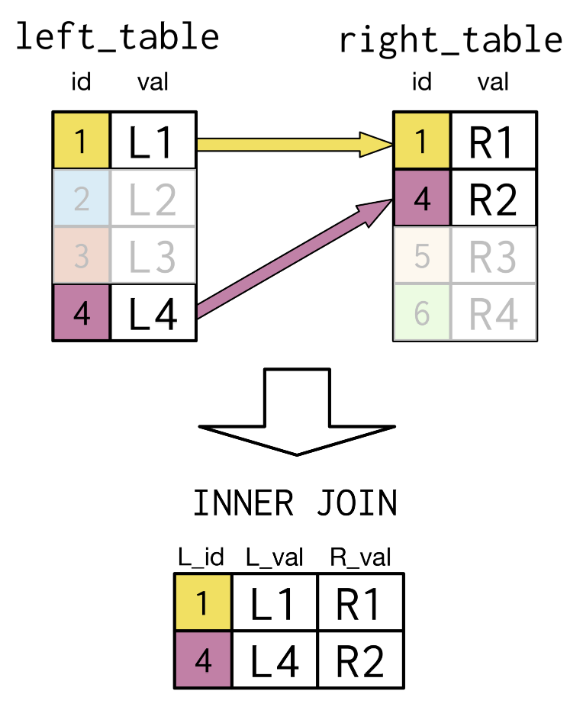 left_table right_table
id val id val
1 L1 1 R1
2 L2 4 R2
3 L3 5 R3
4 L4 6 R4
INNER JOIN
L_id L_val R_val
1 L1 R1
4 L4 R2